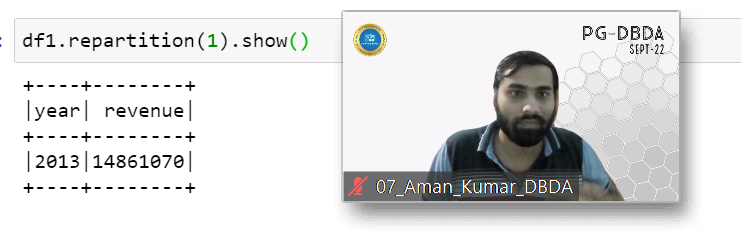 : df1.repartition(1).show()
+----+--------+
|year| revenue|
+----+--------+
|2013|14861070|
+----+--------+
PG-DBDA
SEPT-22
07_Aman_Kumar_DBDA